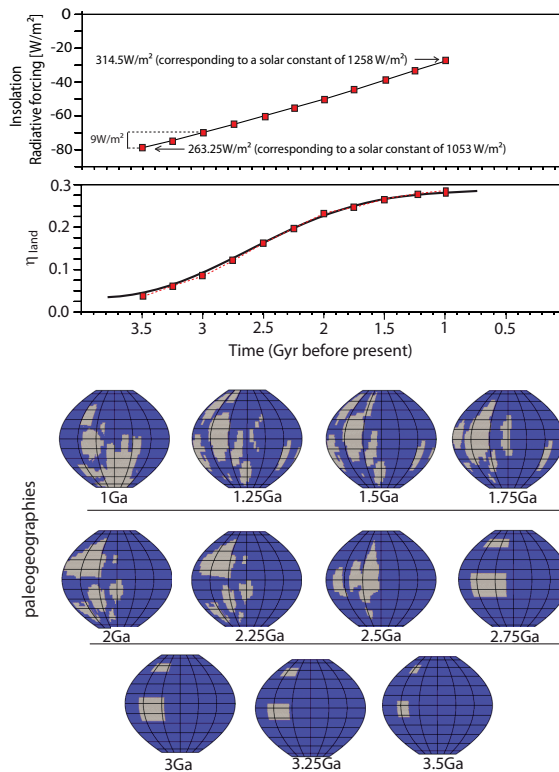 0
-20
-40
-60
-80
Insolation
Radiative forcing [W/m²]
314.5W/m² (corresponding to a solar constant of 1258 W/m²)
9W/m²
263.25W/m² (corresponding to a solar constant of 1053 W/m²)
0.3
0.2
0.1
0.0
η land
3.5 3 2.5 2 1.5 1 0.5
Time (Gyr before present)
paleogeographies
1Ga 1.25Ga 1.5Ga 1.75Ga
2Ga 2.25Ga 2.5Ga 2.75Ga
3Ga 3.25Ga 3.5Ga